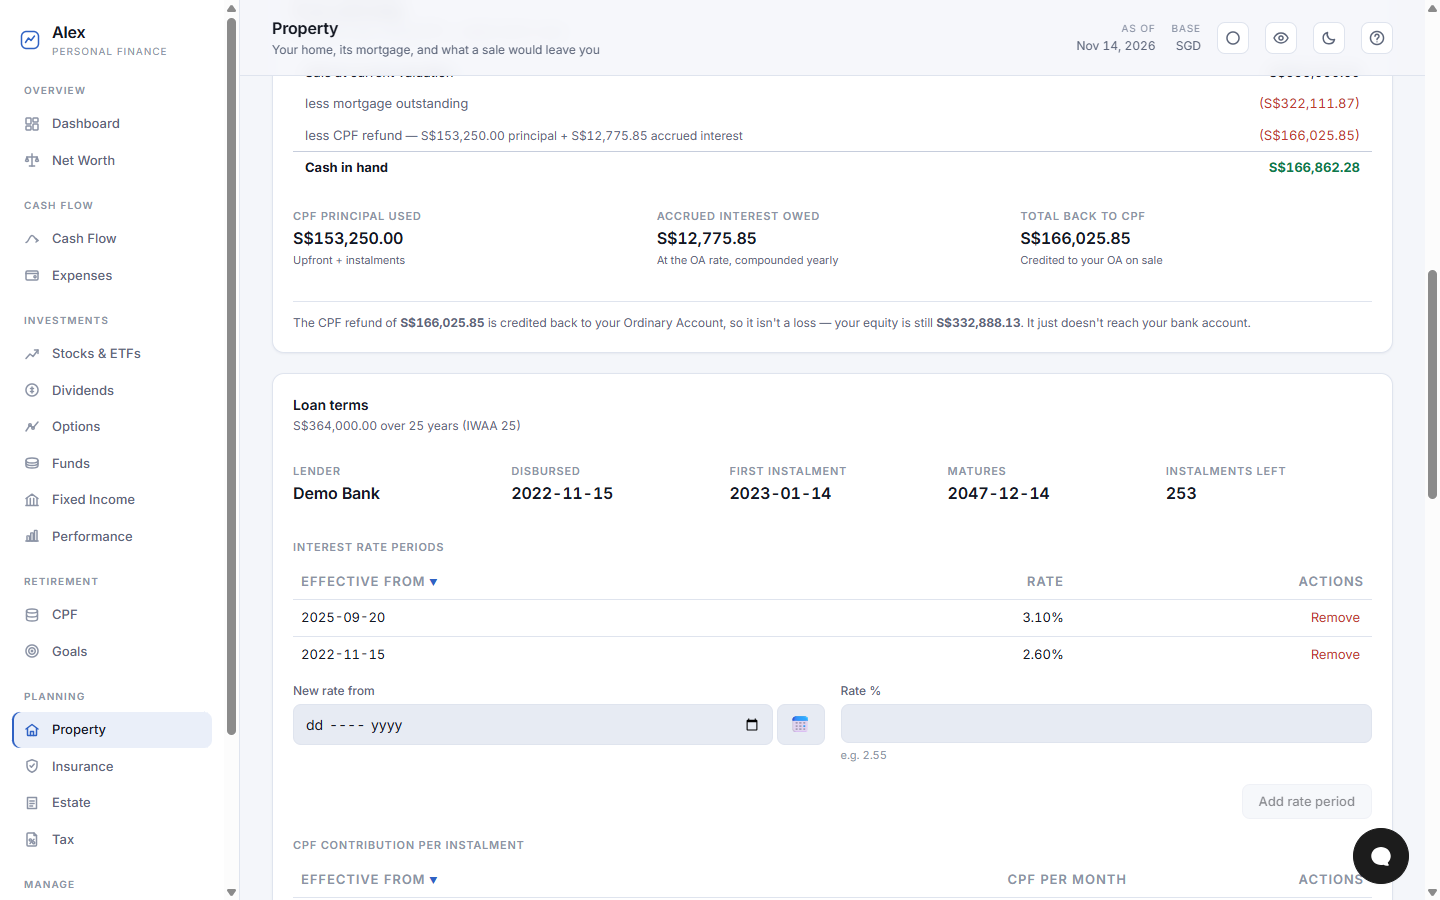 Alex
PERSONAL FINANCE
OVERVIEW
Dashboard
Net Worth
CASH FLOW
Cash Flow
Expenses
INVESTMENTS
Stocks & ETFs
Dividends
Options
Funds
Fixed Income
Performance
RETIREMENT
CPF
Goals
PLANNING
Property
Insurance
Estate
Tax
MANAGE
Property
Your home, its mortgage, and what a sale would leave you
AS OF
Nov 14, 2026
BASE
SGD
less mortgage outstanding (S$322,111.87)
less CPF refund — S$153,250.00 principal + S$12,775.85 accrued interest (S$166,025.85)
Cash in hand S$166,862.28
CPF PRINCIPAL USED
S$153,250.00
Upfront + instalments
ACCRUED INTEREST OWED
S$12,775.85
At the OA rate, compounded yearly
TOTAL BACK TO CPF
S$166,025.85
Credited to your OA on sale
The CPF refund of S$166,025.85 is credited back to your Ordinary Account, so it isn't a loss — your equity is still S$332,888.13. It just doesn't reach your bank account.
Loan terms
S$364,000.00 over 25 years (IWAA 25)
LENDER
Demo Bank
DISBURSED
2022-11-15
FIRST INSTALMENT
2023-01-14
MATURES
2047-12-14
INSTALMENTS LEFT
253
INTEREST RATE PERIODS
EFFECTIVE FROM ▼ RATE ACTIONS
2025-09-20 3.10% Remove
2022-11-15 2.60% Remove
New rate from
dd ---- yyyy
Rate %
e.g. 2.55
Add rate period
CPF CONTRIBUTION PER INSTALMENT
EFFECTIVE FROM ▼ CPF PER MONTH ACTIONS